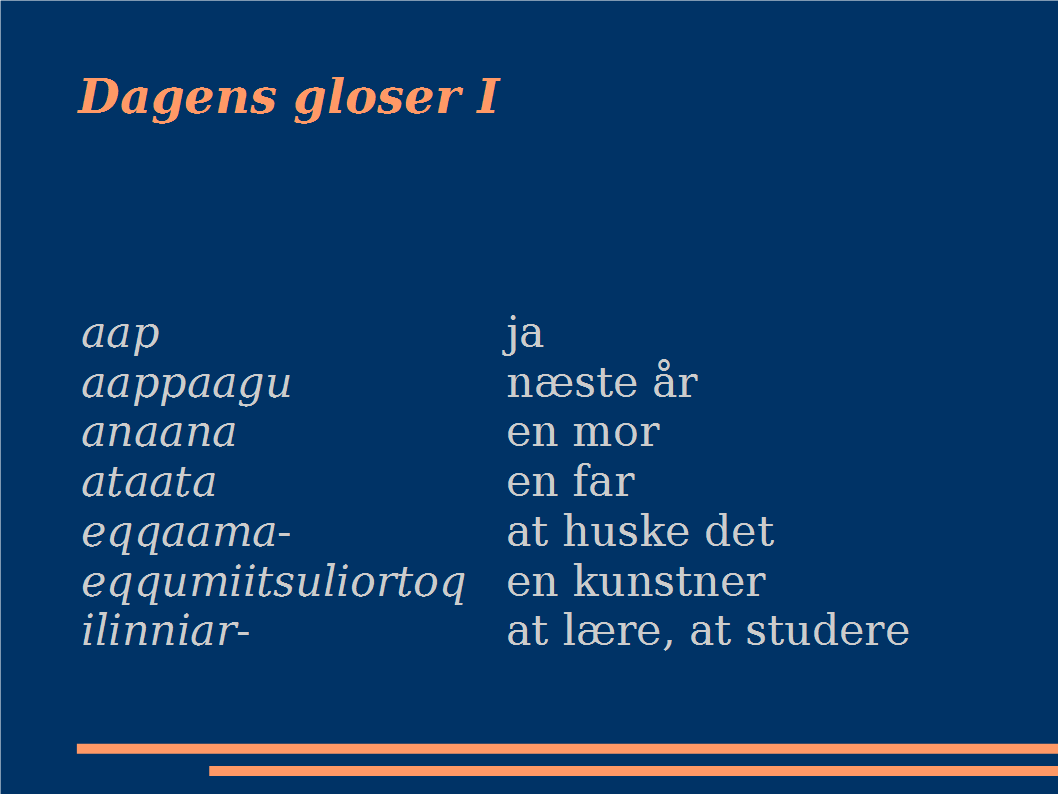 Dagens gloser I
aap ja
aappaagu næste år
anaana en mor
ataata en far
eqqaama- at huske det
eqqumiitsuliortoq en kunstner
ilinniar- at lære, at studere